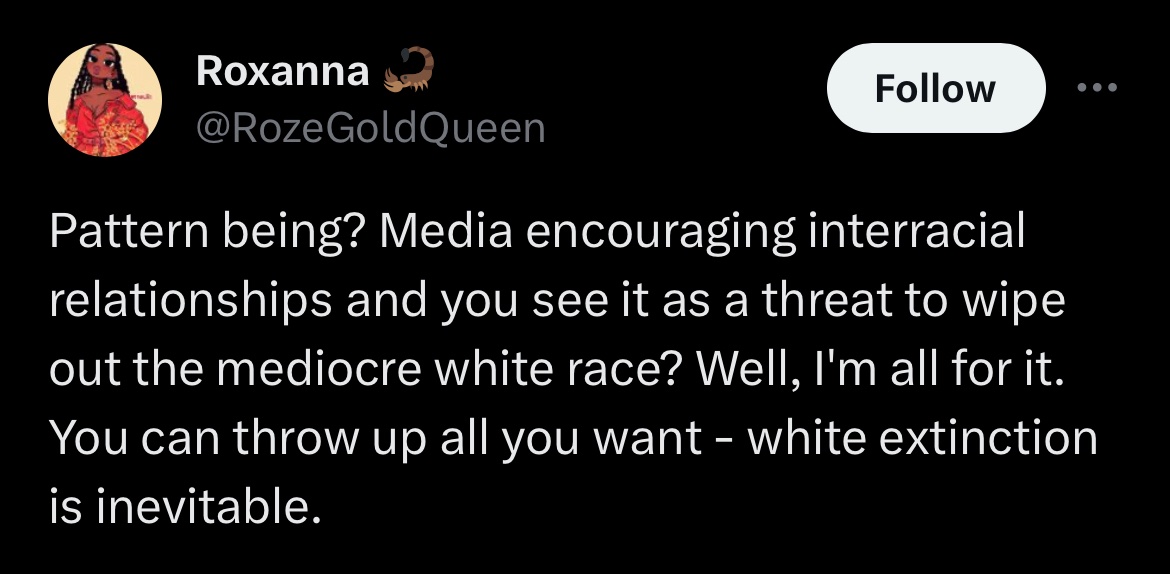 Roxanna 🦂
@RozeGoldQueen
Follow
Pattern being? Media encouraging interracial
relationships and you see it as a threat to wipe
out the mediocre white race? Well, I'm all for it.
You can throw up all you want - white extinction
is inevitable.